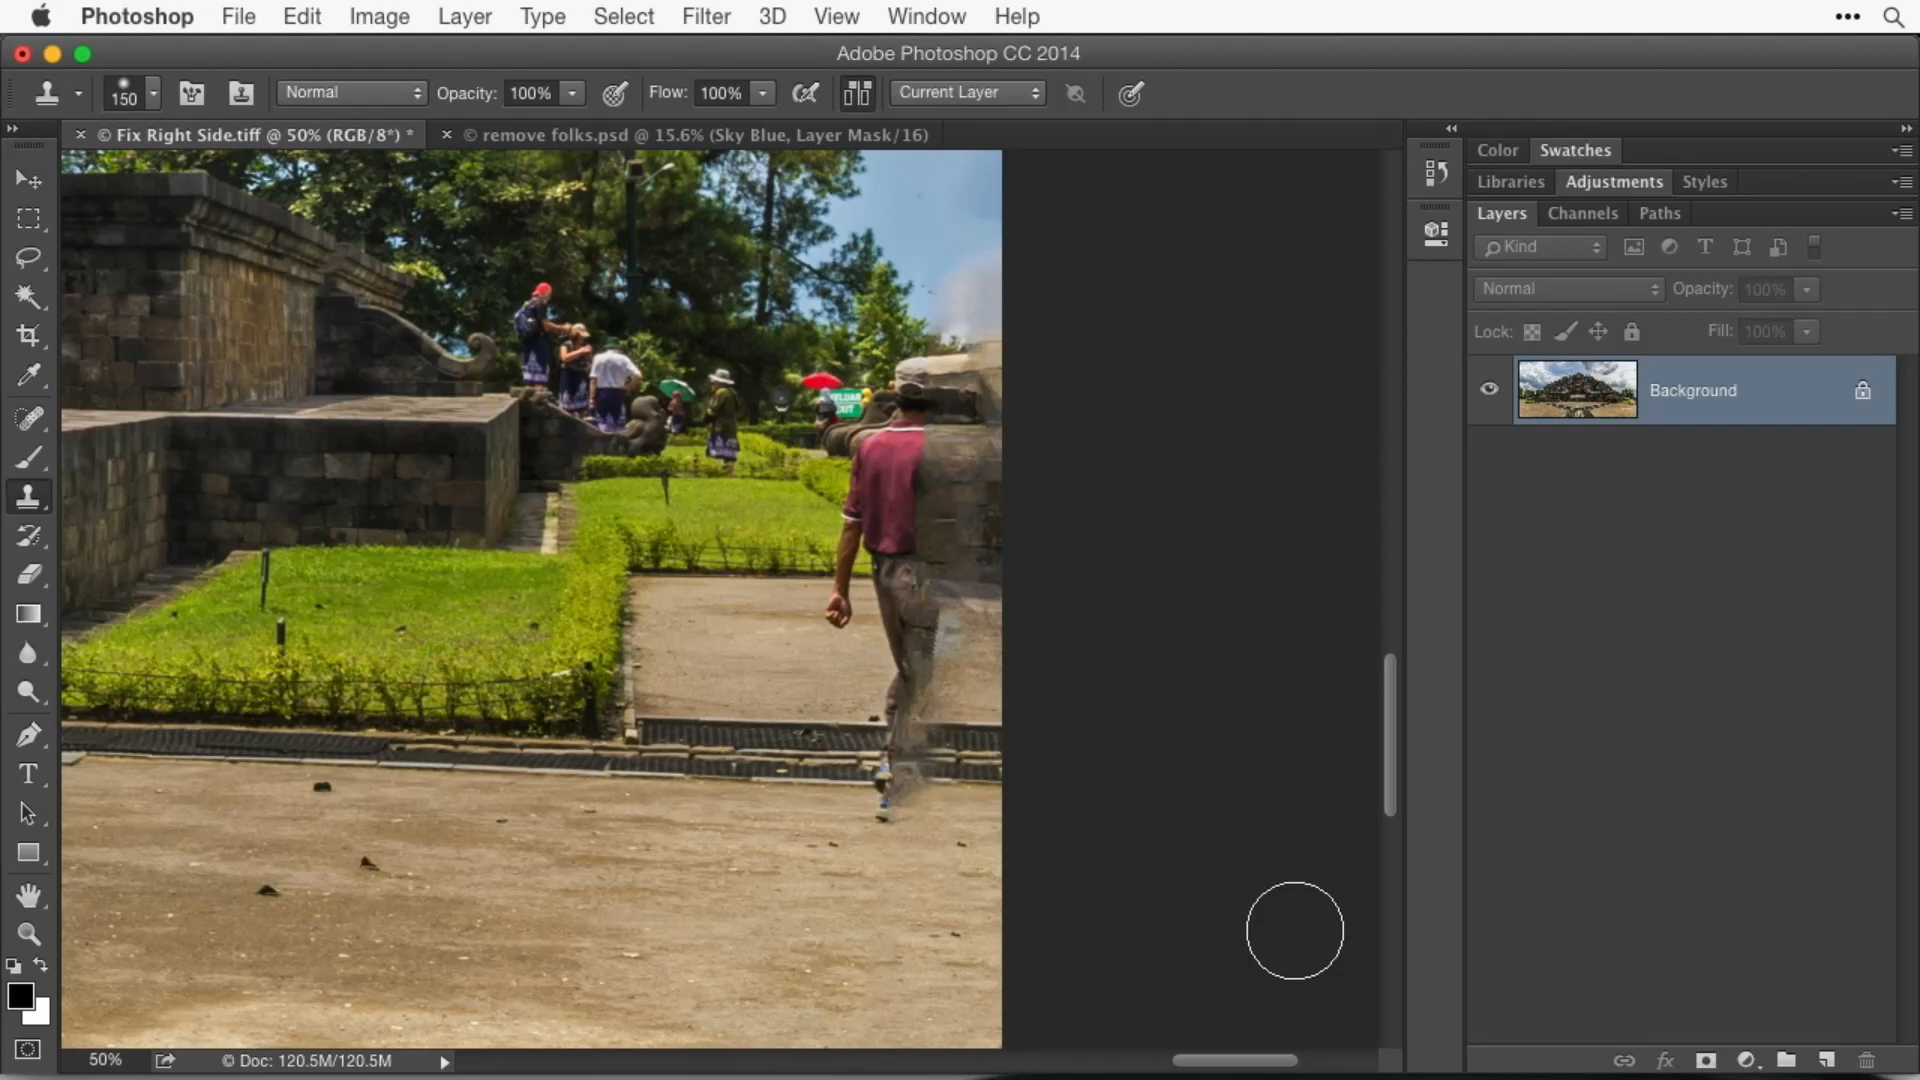 Photoshop File Edit Image Layer Type Select Filter 3D View Window Help
Adobe Photoshop CC 2014
150 Normal Opacity: 100% Flow: 100% Current Layer
© Fix Right Side.tiff @ 50% (RGB/8*) * © remove folks.psd @ 15.6% (Sky Blue, Layer Mask/16)
Color Swatches
Libraries Adjustments Styles
Layers Channels Paths
Kind
Normal Opacity: 100%
Lock: Fill: 100%
Background
KELUAR
EXIT
50% © Doc: 120.5M/120.5M